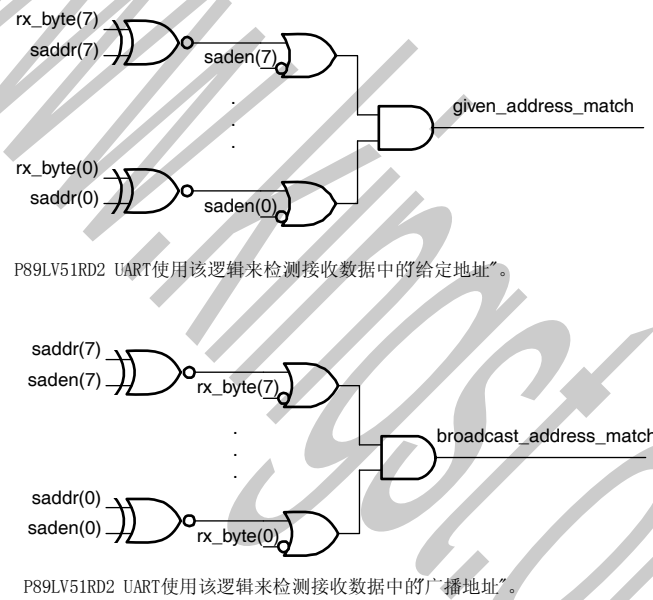 rx_byte(7)
saddr(7)
saden(7)
given_address_match
rx_byte(0)
saddr(0)
saden(0)
P89LV51RD2 UART使用该逻辑来检测接收数据中的"给定地址"。
saddr(7)
saden(7)
rx_byte(7)
broadcast_address_match
saddr(0)
saden(0)
rx_byte(0)
P89LV51RD2 UART使用该逻辑来检测接收数据中的"广播地址"。